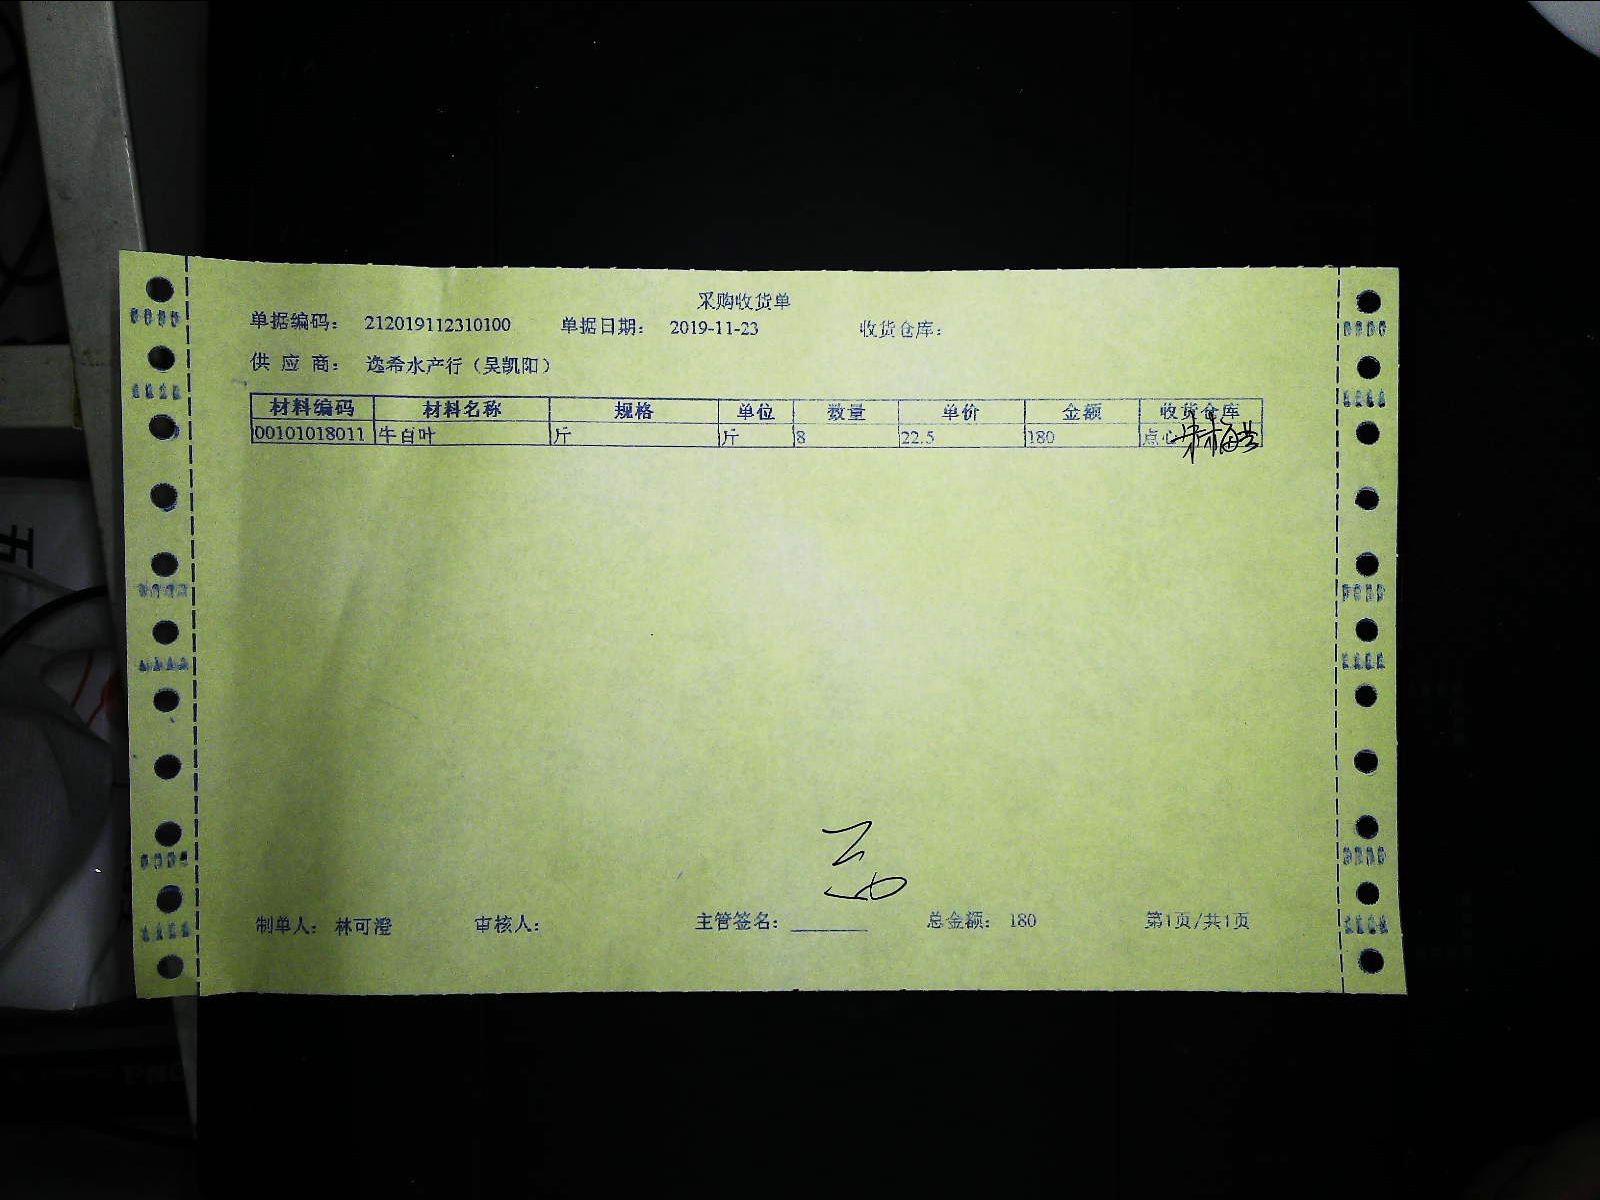 采购收货单
单据编码： 212019112310100 单据日期： 2019-11-23 收货仓库：
供 应 商： 逸希水产行（吴凯阳）
材料编码 材料名称 规格 单位 数量 单价 金额 收货仓库
00101018011 牛百叶 斤 斤 8 22.5 180 点心
制单人： 林可澄 审核人： 主管签名： 总金额： 180 第1页/共1页